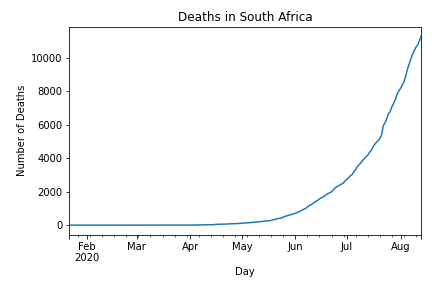 Deaths in South Africa
Number of Deaths
10000
8000
6000
4000
2000
0
Feb Mar Apr May Jun Jul Aug
2020
Day